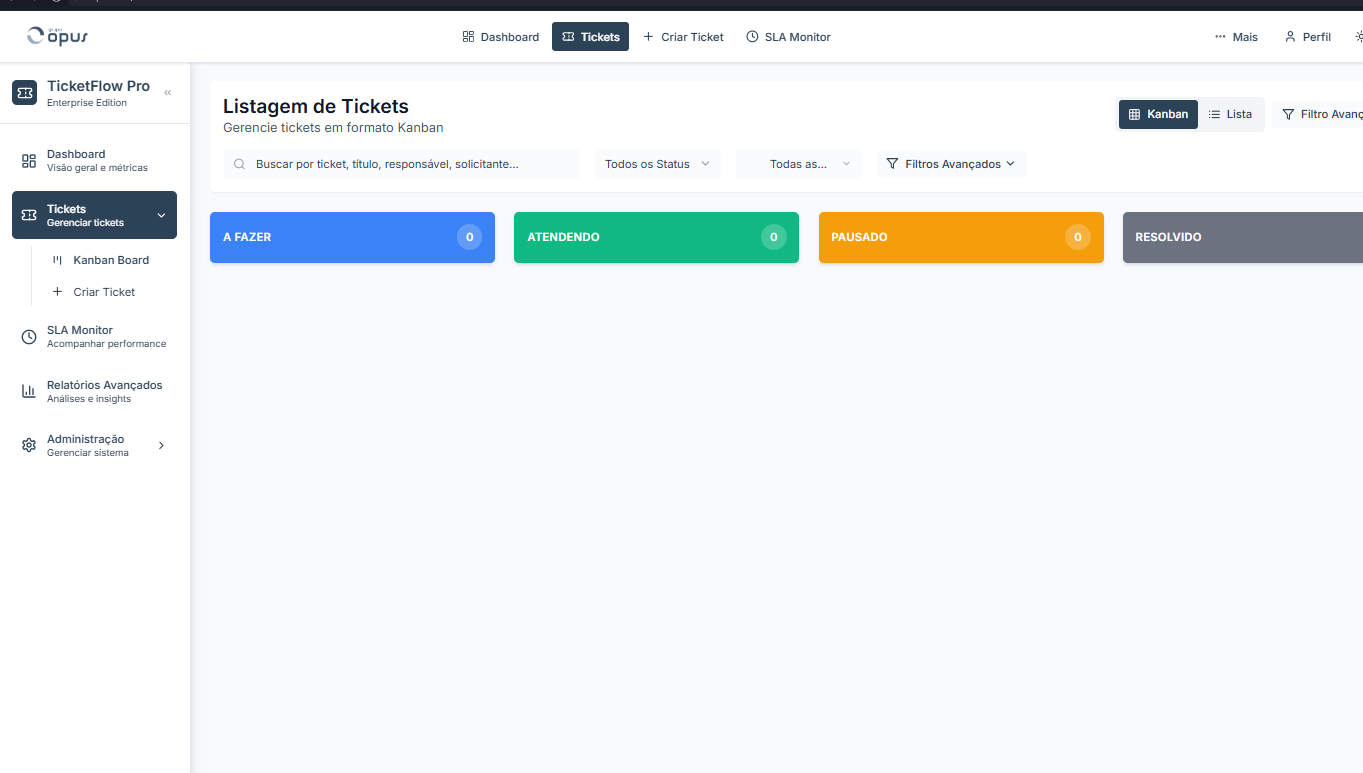 grupo
opus
Dashboard
Tickets
Criar Ticket
SLA Monitor
Mais
Perfil
TicketFlow Pro
Enterprise Edition
Dashboard
Visão geral e métricas
Tickets
Gerenciar tickets
Kanban Board
Criar Ticket
SLA Monitor
Acompanhar performance
Relatórios Avançados
Análises e insights
Administração
Gerenciar sistema
Listagem de Tickets
Gerencie tickets em formato Kanban
Kanban
Lista
Filtro Avanç
Buscar por ticket, título, responsável, solicitante...
Todos os Status
Todas as...
Filtros Avançados
A FAZER
0
ATENDENDO
0
PAUSADO
0
RESOLVIDO